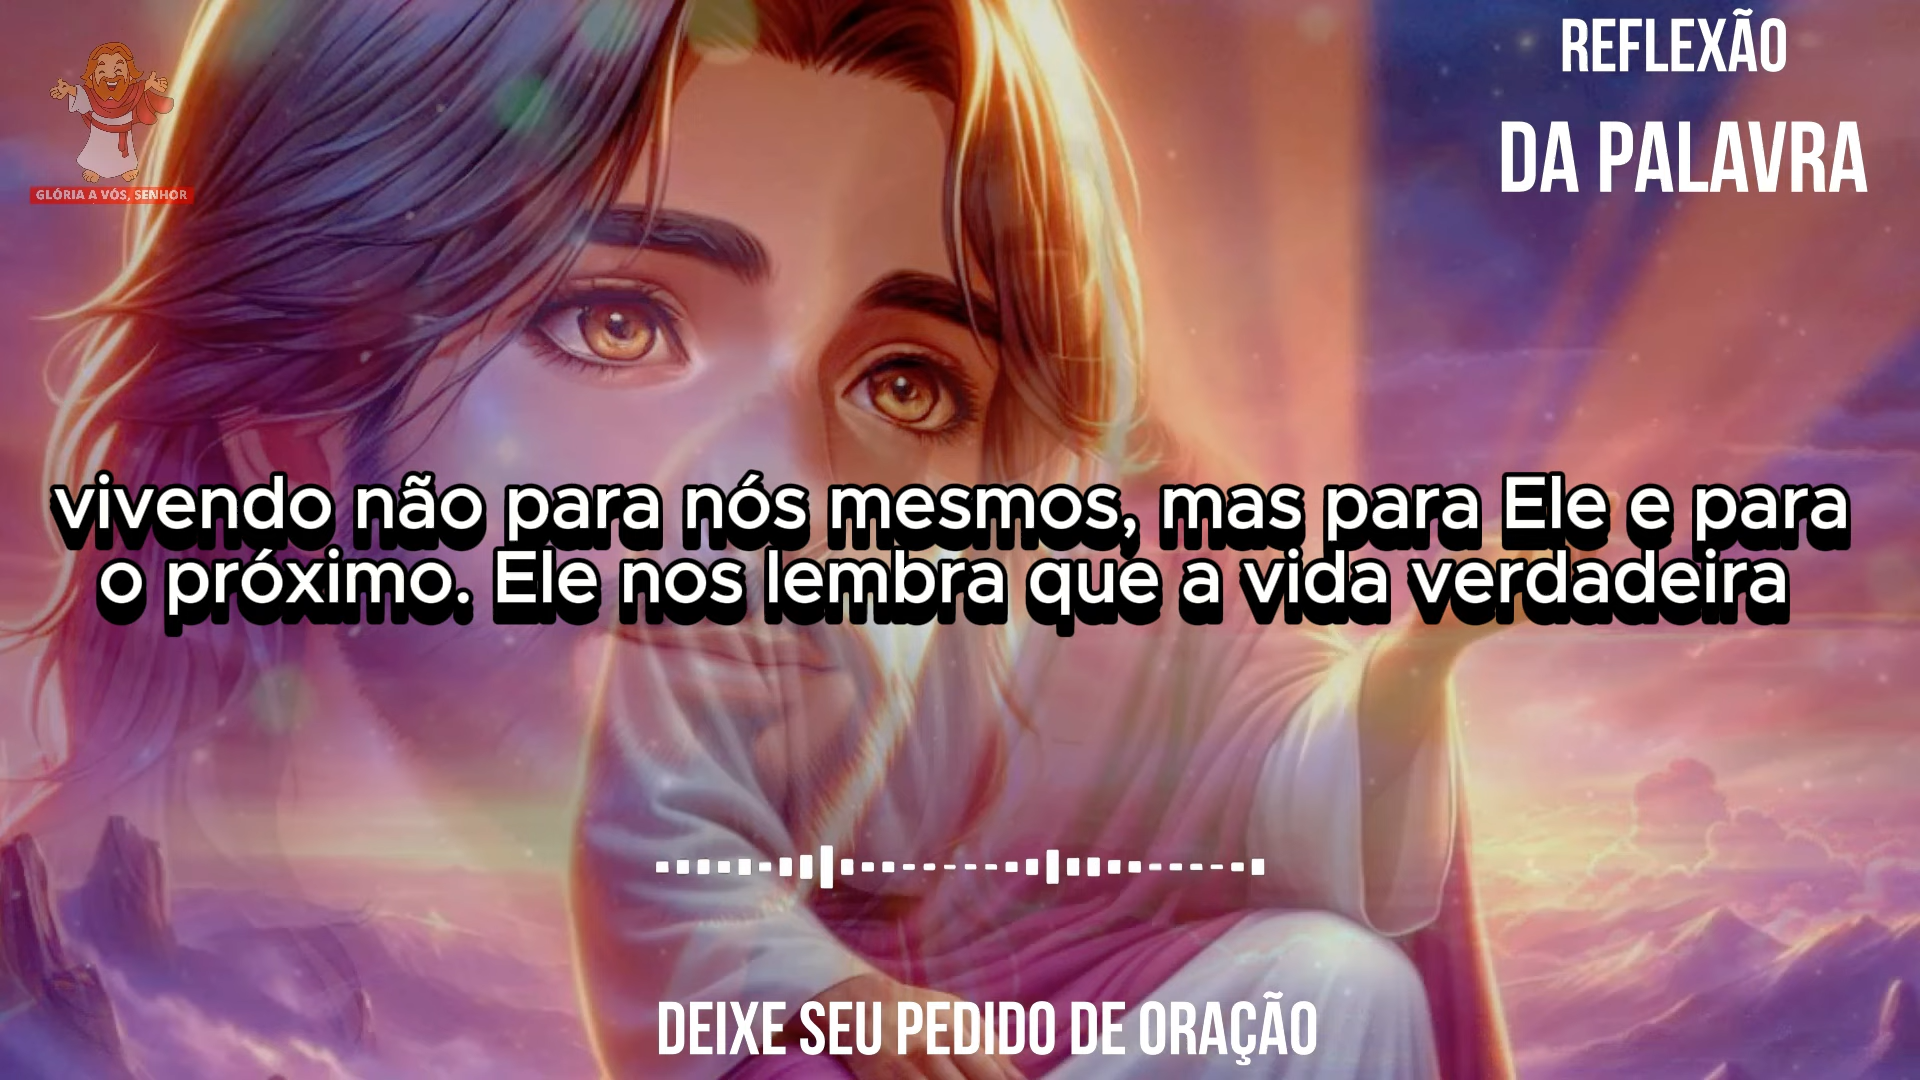 REFLEXÃO
DA PALAVRA
GLÓRIA A VÓS, SENHOR
vivendo não para nós mesmos, mas para Ele e para
o próximo. Ele nos lembra que a vida verdadeira
DEIXE SEU PEDIDO DE ORAÇÃO